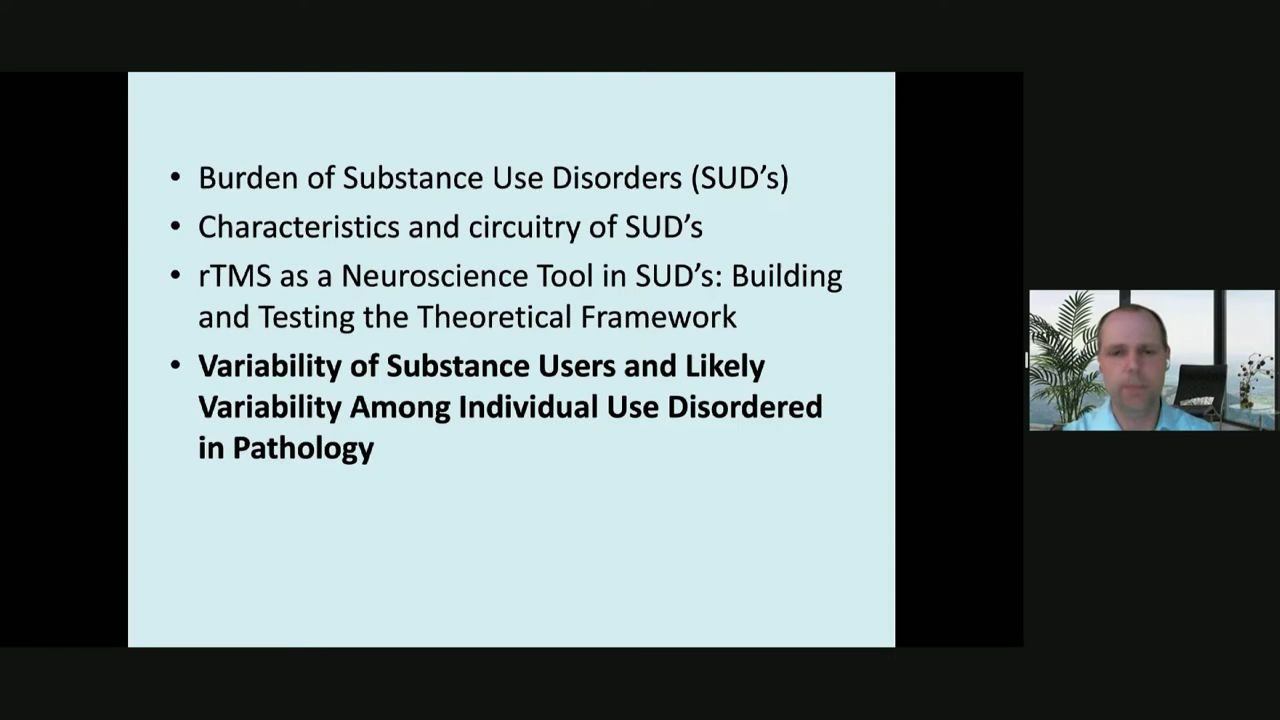 • Burden of Substance Use Disorders (SUD’s)
• Characteristics and circuitry of SUD’s
• rTMS as a Neuroscience Tool in SUD’s: Building
and Testing the Theoretical Framework
• Variability of Substance Users and Likely
Variability Among Individual Use Disordered
in Pathology